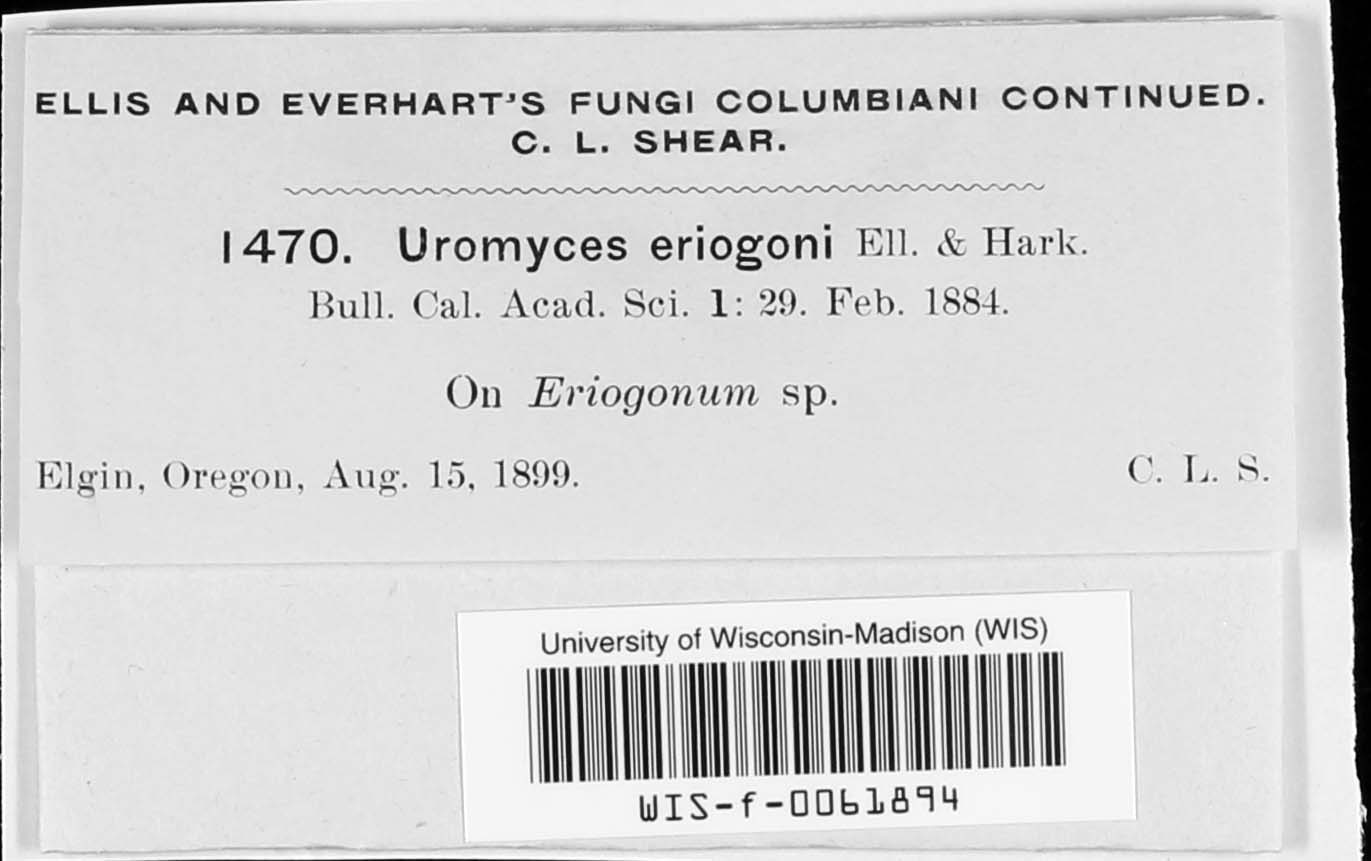 ELLIS AND EVERHART'S FUNGI COLUMBIANI CONTINUED.
C. L. SHEAR.
1470. Uromyces eriogoni Ell. & Hark.
Bull. Cal. Acad. Sci. 1: 29. Feb. 1884.
On Eriogonum sp.
Elgin, Oregon, Aug. 15, 1899. C. L. S.
University of Wisconsin-Madison (WIS)
WIS-f-0061894